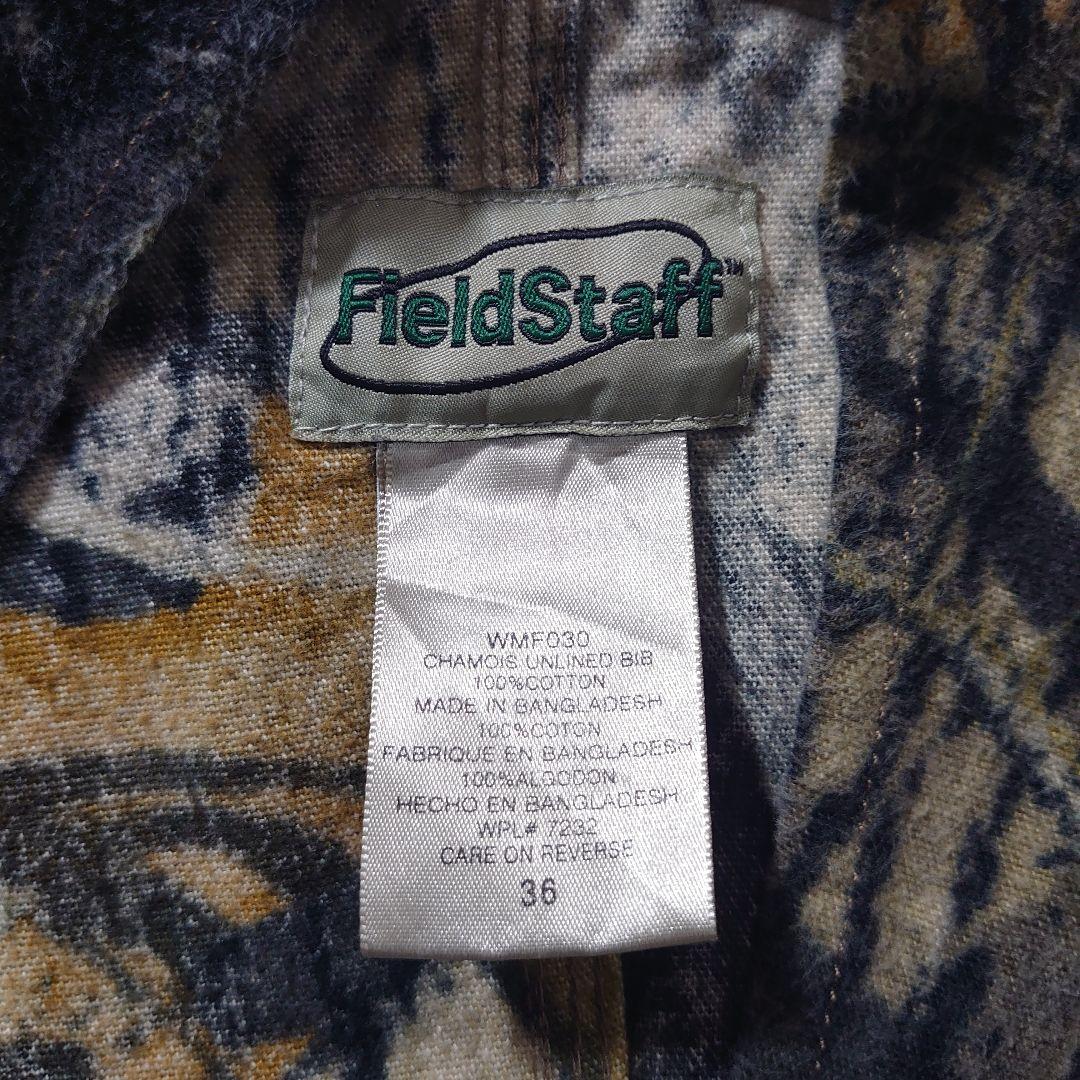 FieldStaff™
WMF030
CHAMOIS UNLINED BIB
100%COTTON
MADE IN BANGLADESH
100%COTON
FABRIQUE EN BANGLADESH
100%ALGODON
HECHO EN BANGLADESH
WPL# 7232
CARE ON REVERSE
36